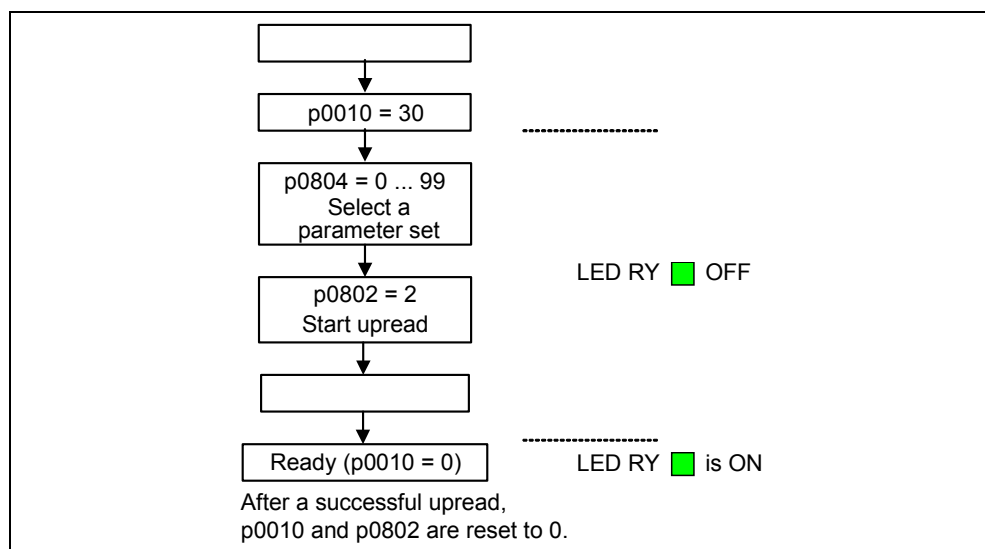 p0010 = 30
p0804 = 0 ... 99
Select a
parameter set
LED RY OFF
p0802 = 2
Start upread
Ready (p0010 = 0)
LED RY is ON
After a successful upread,
p0010 and p0802 are reset to 0.